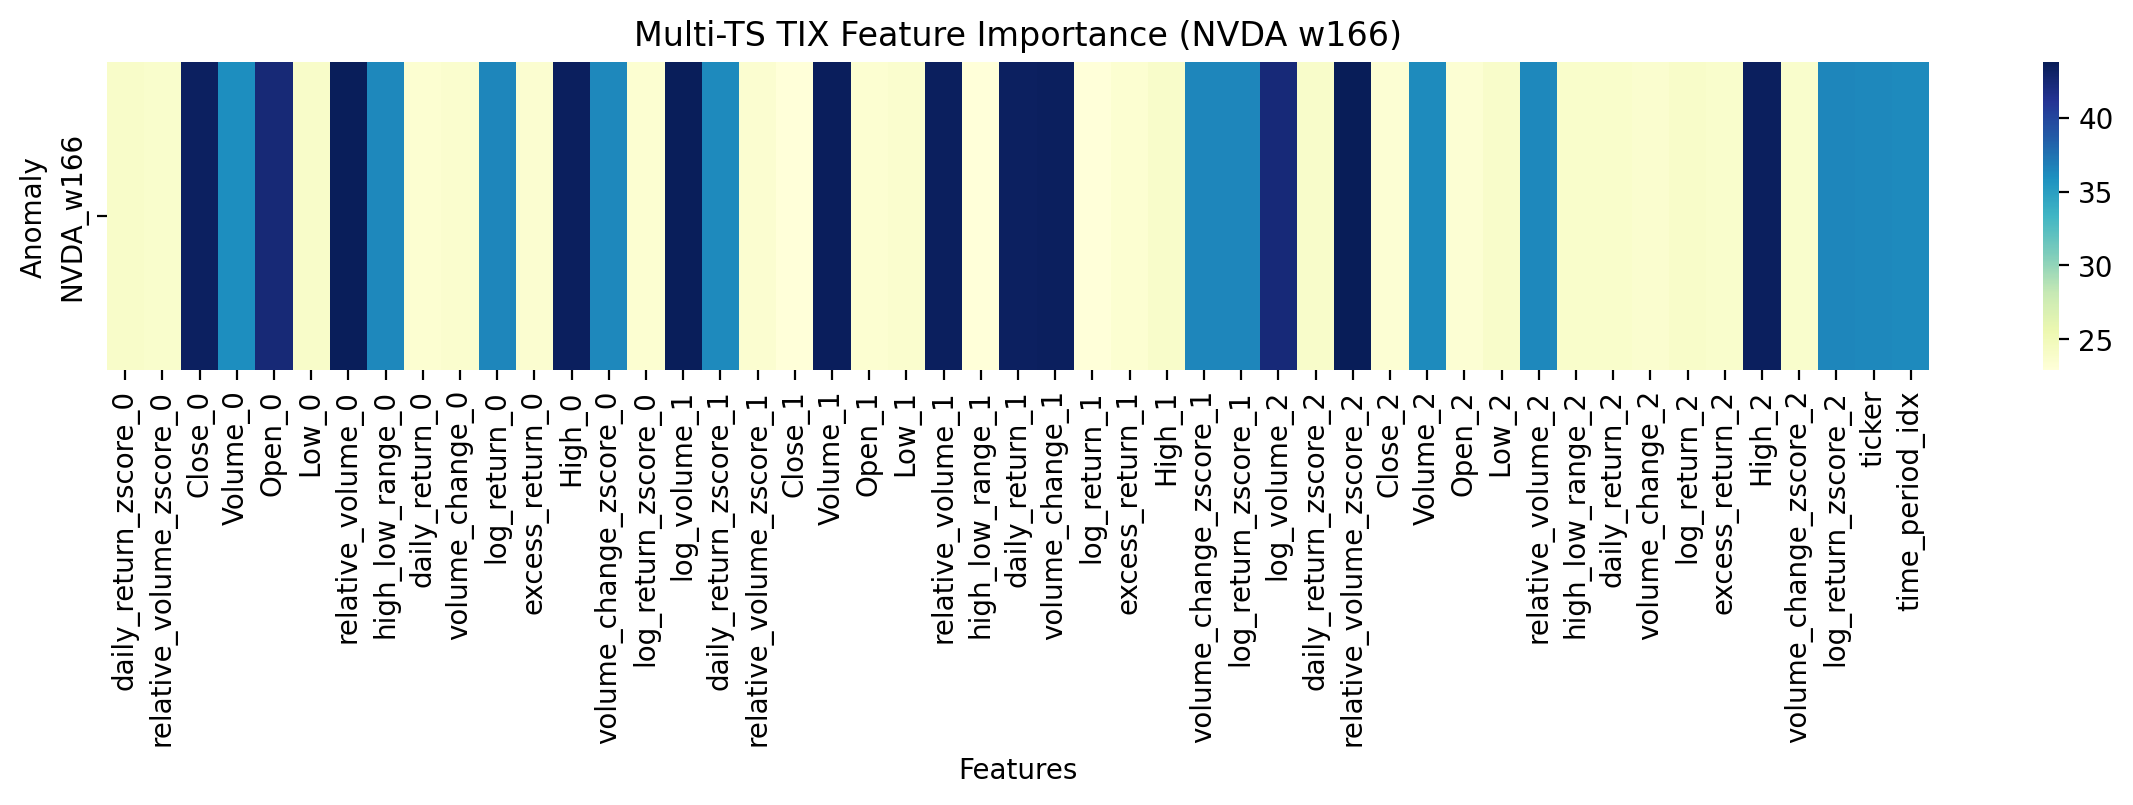 Multi-TS TIX Feature Importance (NVDA w166)
Anomaly
NVDA_w166
40
35
30
25
daily_return_zscore_0
relative_volume_zscore_0
Close_0
Volume_0
Open_0
Low_0
relative_volume_0
high_low_range_0
daily_return_0
volume_change_0
log_return_0
excess_return_0
High_0
volume_change_zscore_0
log_return_zscore_0
log_volume_1
daily_return_zscore_1
relative_volume_zscore_1
Close_1
Volume_1
Open_1
Low_1
relative_volume_1
high_low_range_1
daily_return_1
volume_change_1
log_return_1
excess_return_1
High_1
volume_change_zscore_1
log_return_zscore_1
log_volume_2
daily_return_zscore_2
relative_volume_zscore_2
Close_2
Volume_2
Open_2
Low_2
relative_volume_2
high_low_range_2
daily_return_2
volume_change_2
log_return_2
excess_return_2
High_2
volume_change_zscore_2
log_return_zscore_2
ticker
time_period_idx
Features